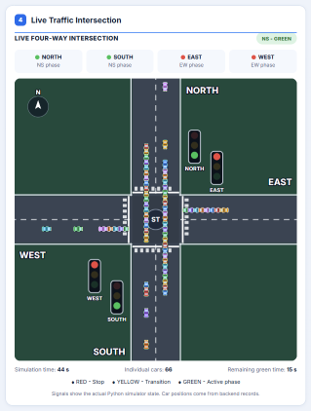 4 Live Traffic Intersection
LIVE FOUR-WAY INTERSECTION NS • GREEN
NORTH SOUTH EAST WEST
NS phase NS phase EW phase EW phase
N
NORTH
NORTH
EAST
EAST
ST
WEST
WEST
SOUTH
SOUTH
Simulation time: 44 s Individual cars: 66 Remaining green time: 15 s
• RED - Stop • YELLOW - Transition • GREEN - Active phase
Signals show the actual Python simulator state. Car positions come from backend records.